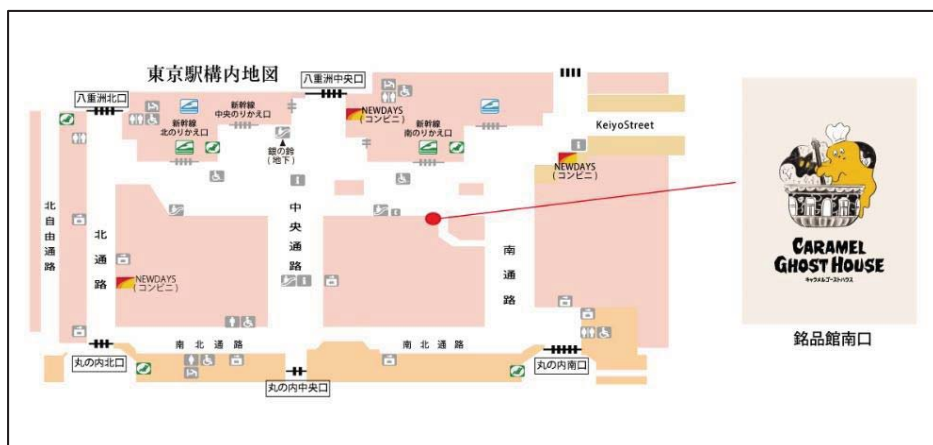 東京駅構内地図
八重洲北口
八重洲中央口
新幹線
北のりかえ口
新幹線
中央のりかえ口
銀の鈴
(地下)
NEWDAYS
(コンビニ)
新幹線
南のりかえ口
KeiyoStreet
NEWDAYS
(コンビニ)
北自由通路
北通路
中央通路
南通路
NEWDAYS
(コンビニ)
南北通路
南北通路
丸の内北口
丸の内中央口
丸の内南口
CARAMEL
GHOST HOUSE
キャラメルゴーストハウス
銘品館南口